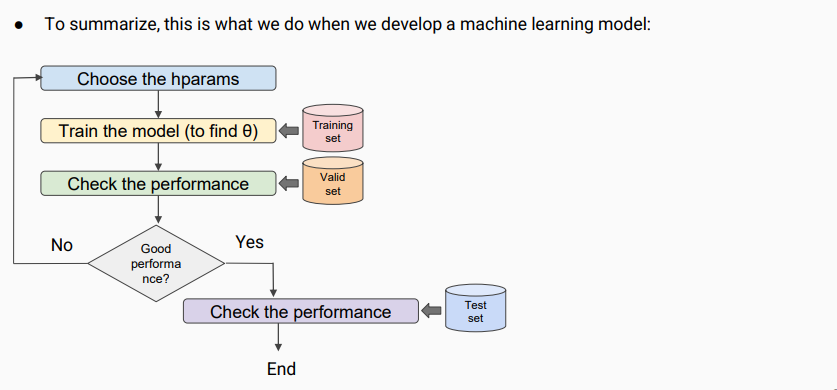 ● To summarize, this is what we do when we develop a machine learning model:
Choose the hparams
Train the model (to find θ)
Training
set
Check the performance
Valid
set
Good
performa
nce?
No
Yes
Check the performance
Test
set
End